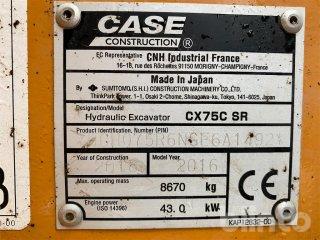 CASE
CONSTRUCTION ®
EC Representative CNH Industrial France
16-18, rue des Rochettes 91150 MORIGNY-CHAMPIGNY-France
Made in Japan
By : SUMITOMO(S.H.I.) CONSTRUCTION MACHINERY CO.,LTD.
ThinkPark Tower, 1-1, Osaki 2-Chome, Shinagawa-ku, Tokyo, 141-6025, Japan
Designation/Model
Hydraulic Excavator CX75C SR
Product Identification Number (PIN)
Year of Construction Model Year
2016 2016
Max. operating mass 8670 kg
Engine power (ISO 14396) 43.0 kW
KAP12832-00